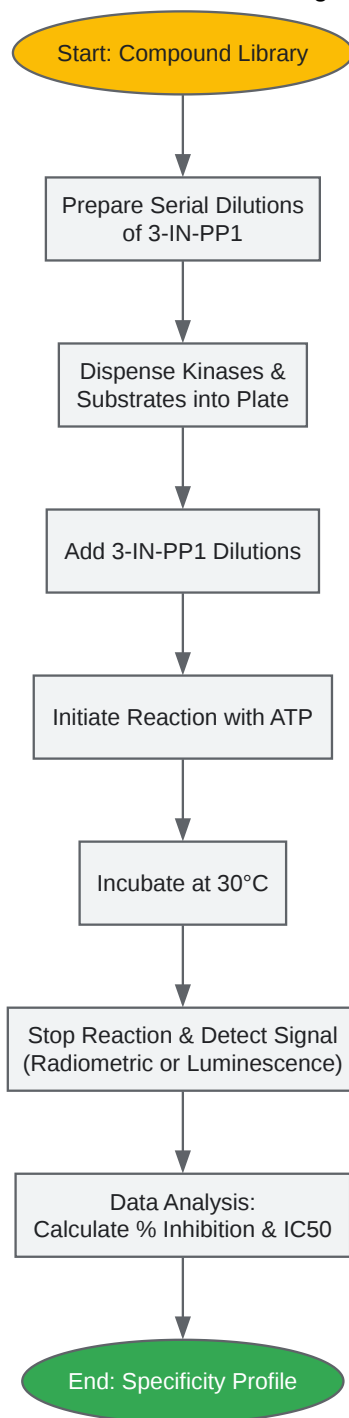 Start: Compound Library
Prepare Serial Dilutions
of 3-IN-PP1
Dispense Kinases &
Substrates into Plate
Add 3-IN-PP1 Dilutions
Initiate Reaction with ATP
Incubate at 30°C
Stop Reaction & Detect Signal
(Radiometric or Luminescence)
Data Analysis:
Calculate % Inhibition & IC50
End: Specificity Profile